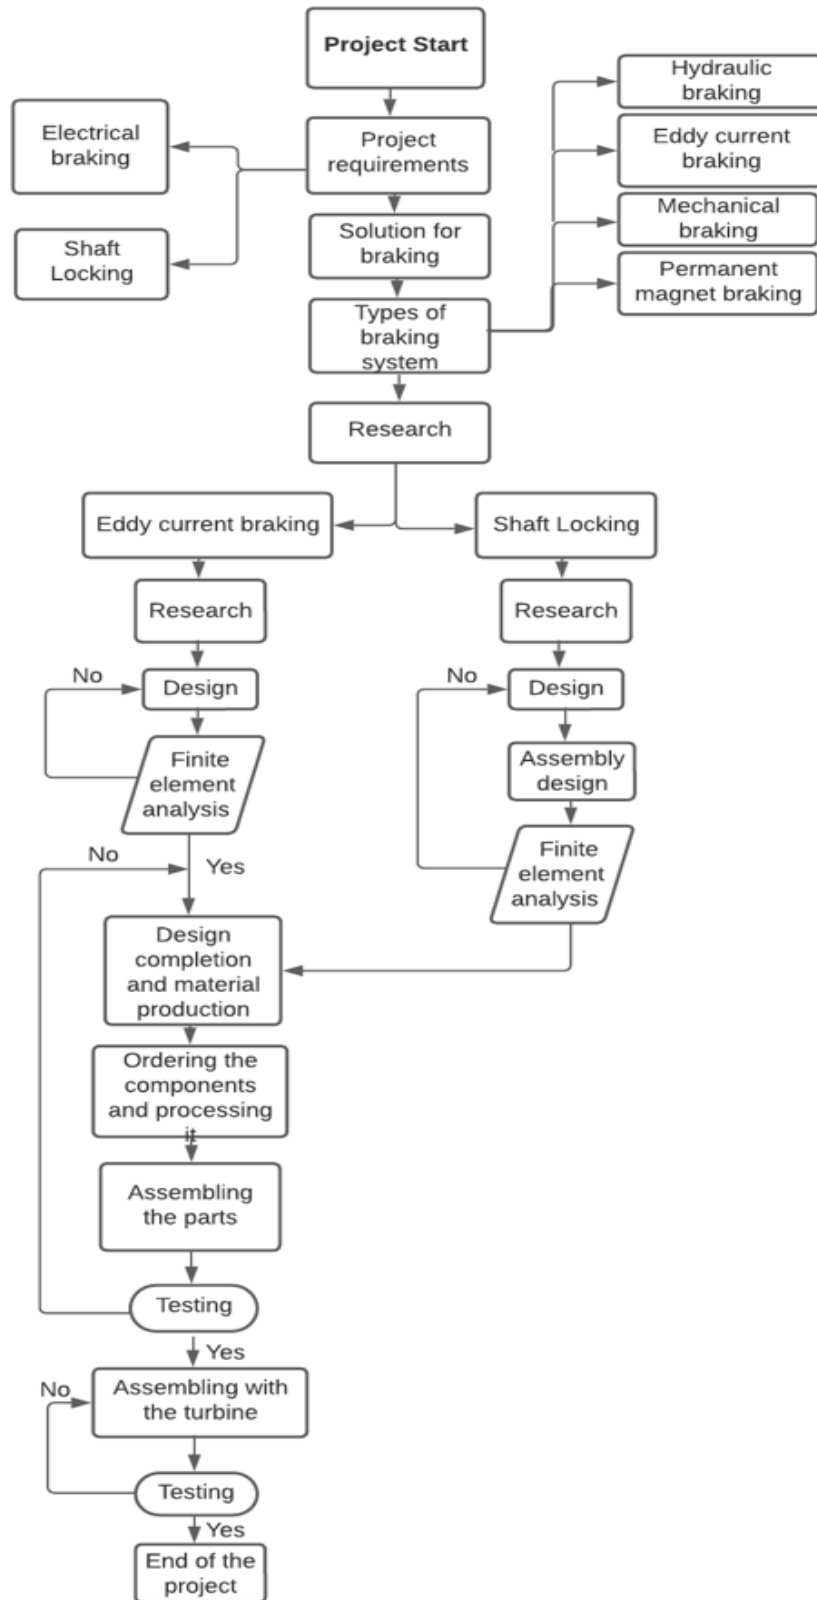 Project Start
Hydraulic
braking
Electrical
braking
Project
requirements
Eddy current
braking
Mechanical
braking
Shaft
Locking
Solution for
braking
Permanent
magnet braking
Types of
braking
system
Research
Eddy current braking
Shaft Locking
Research
Research
No
Design
No
Design
Finite
element
analysis
Assembly
design
No
Yes
Finite
element
analysis
Design
completion
and material
production
Ordering the
components
and processing
it
Assembling
the parts
Testing
Yes
No
Assembling with
the turbine
Testing
Yes
End of the
project